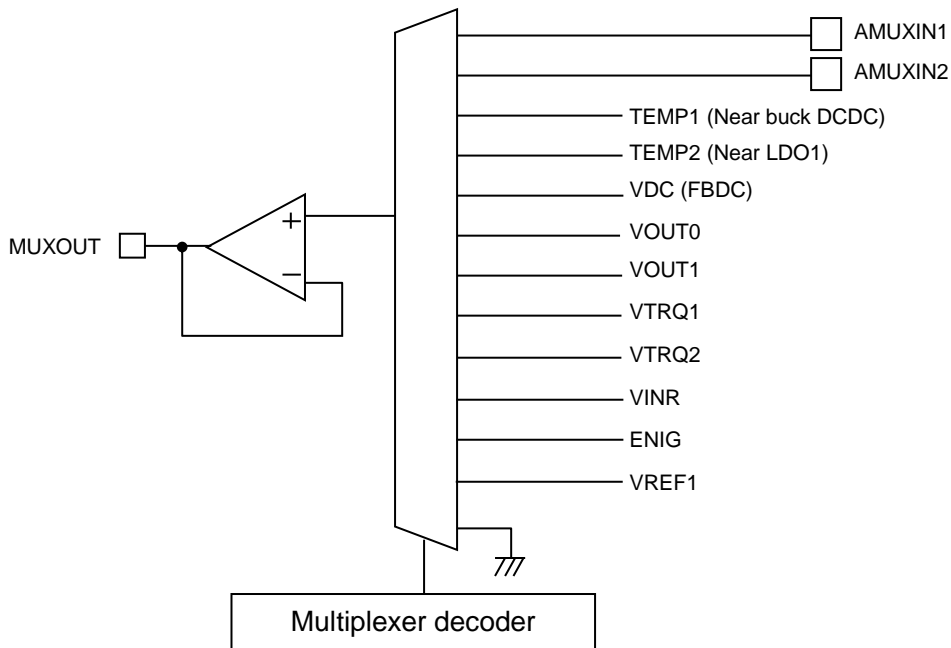 AMUXIN1
AMUXIN2
TEMP1 (Near buck DCDC)
TEMP2 (Near LDO1)
VDC (FBDC)
VOUT0
VOUT1
VTRQ1
VTRQ2
VINR
ENIG
VREF1
+
−
MUXOUT
Multiplexer decoder